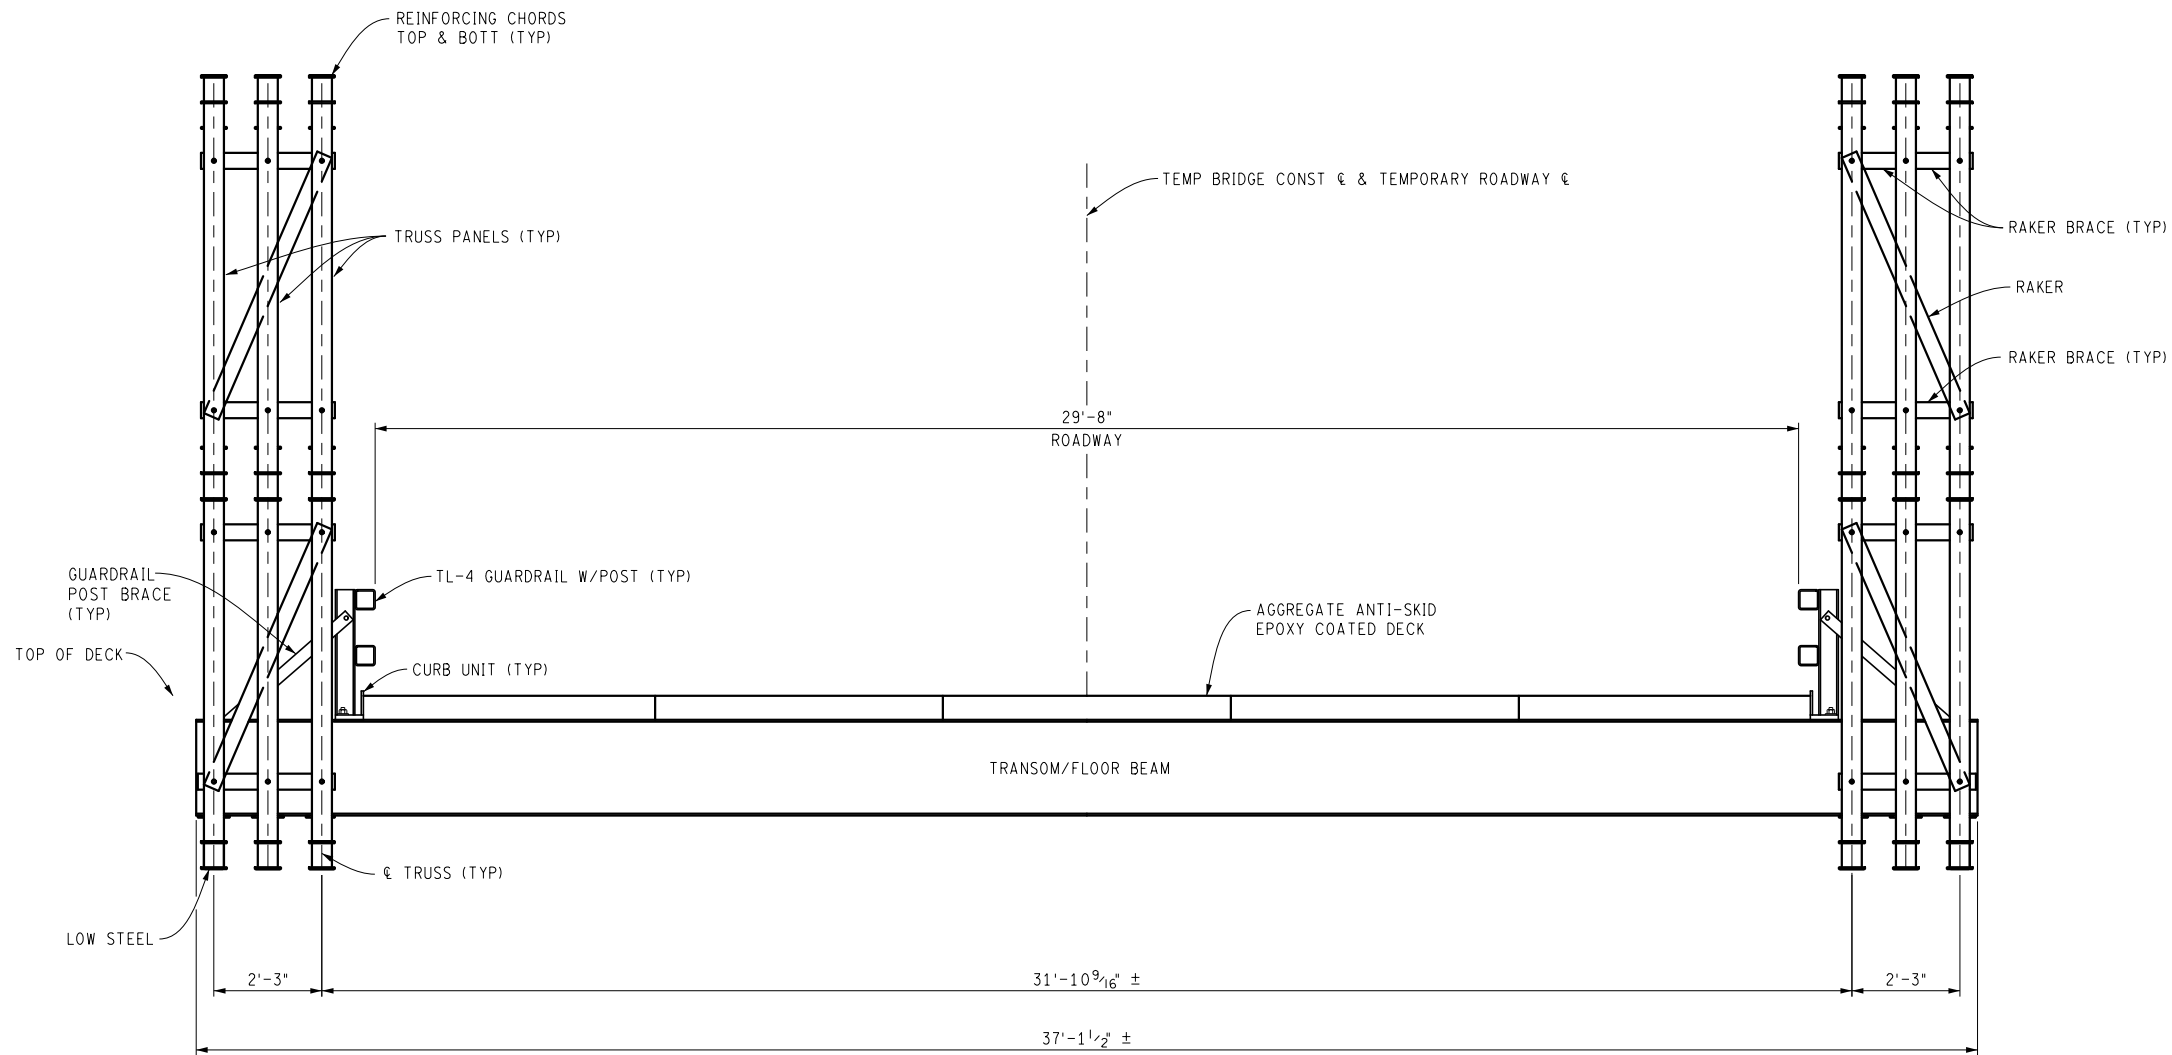 REINFORCING CHORDS
TOP & BOTT (TYP)
TEMP BRIDGE CONST ℄ & TEMPORARY ROADWAY ℄
RAKER BRACE (TYP)
TRUSS PANELS (TYP)
RAKER
RAKER BRACE (TYP)
29'-8"
ROADWAY
GUARDRAIL
POST BRACE
(TYP)
TL-4 GUARDRAIL W/POST (TYP)
AGGREGATE ANTI-SKID
EPOXY COATED DECK
TOP OF DECK
CURB UNIT (TYP)
TRANSOM/FLOOR BEAM
℄ TRUSS (TYP)
LOW STEEL
2'-3"
31'-10 9/16" ±
2'-3"
37'-1 1/2" ±